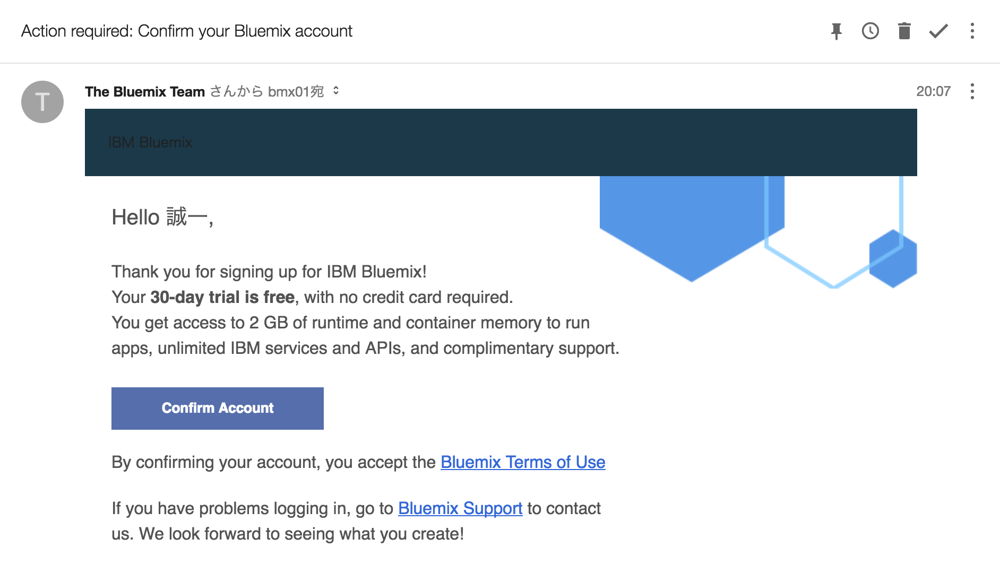 Action required: Confirm your Bluemix account
T
The Bluemix Team さんから bmx01宛
20:07
IBM Bluemix
Hello 誠一,
Thank you for signing up for IBM Bluemix!
Your 30-day trial is free, with no credit card required.
You get access to 2 GB of runtime and container memory to run
apps, unlimited IBM services and APIs, and complimentary support.
Confirm Account
By confirming your account, you accept the Bluemix Terms of Use
If you have problems logging in, go to Bluemix Support to contact
us. We look forward to seeing what you create!